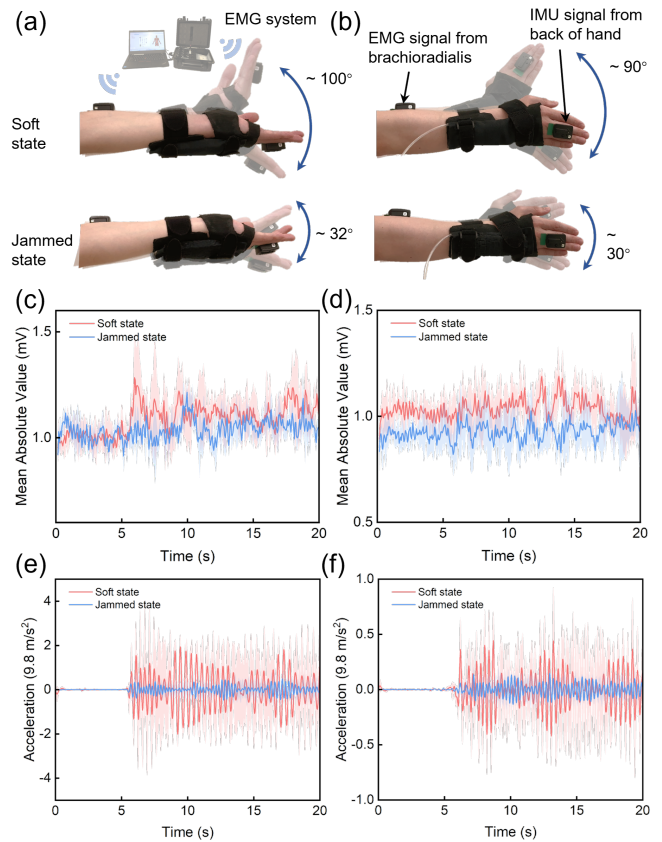 (a)
EMG system
~ 100°
Soft
state
Jammed
state
~ 32°
(b)
EMG signal from
brachioradialis
IMU signal from
back of hand
~ 90°
~
30°
(c)
Mean Absolute Value (mV)
1.5
1.0
Soft state
Jammed state
0
5
10
15
20
Time (s)
(d)
Mean Absolute Value (mV)
1.5
1.0
0.5
Soft state
Jammed state
0
5
10
15
20
Time (s)
(e)
Acceleration (9.8 m/s²)
4
2
0
-2
-4
Soft state
Jammed state
0
5
10
15
20
Time (s)
(f)
Acceleration (9.8 m/s²)
1.0
0.5
0.0
-0.5
-1.0
Soft state
Jammed state
0
5
10
15
20
Time (s)